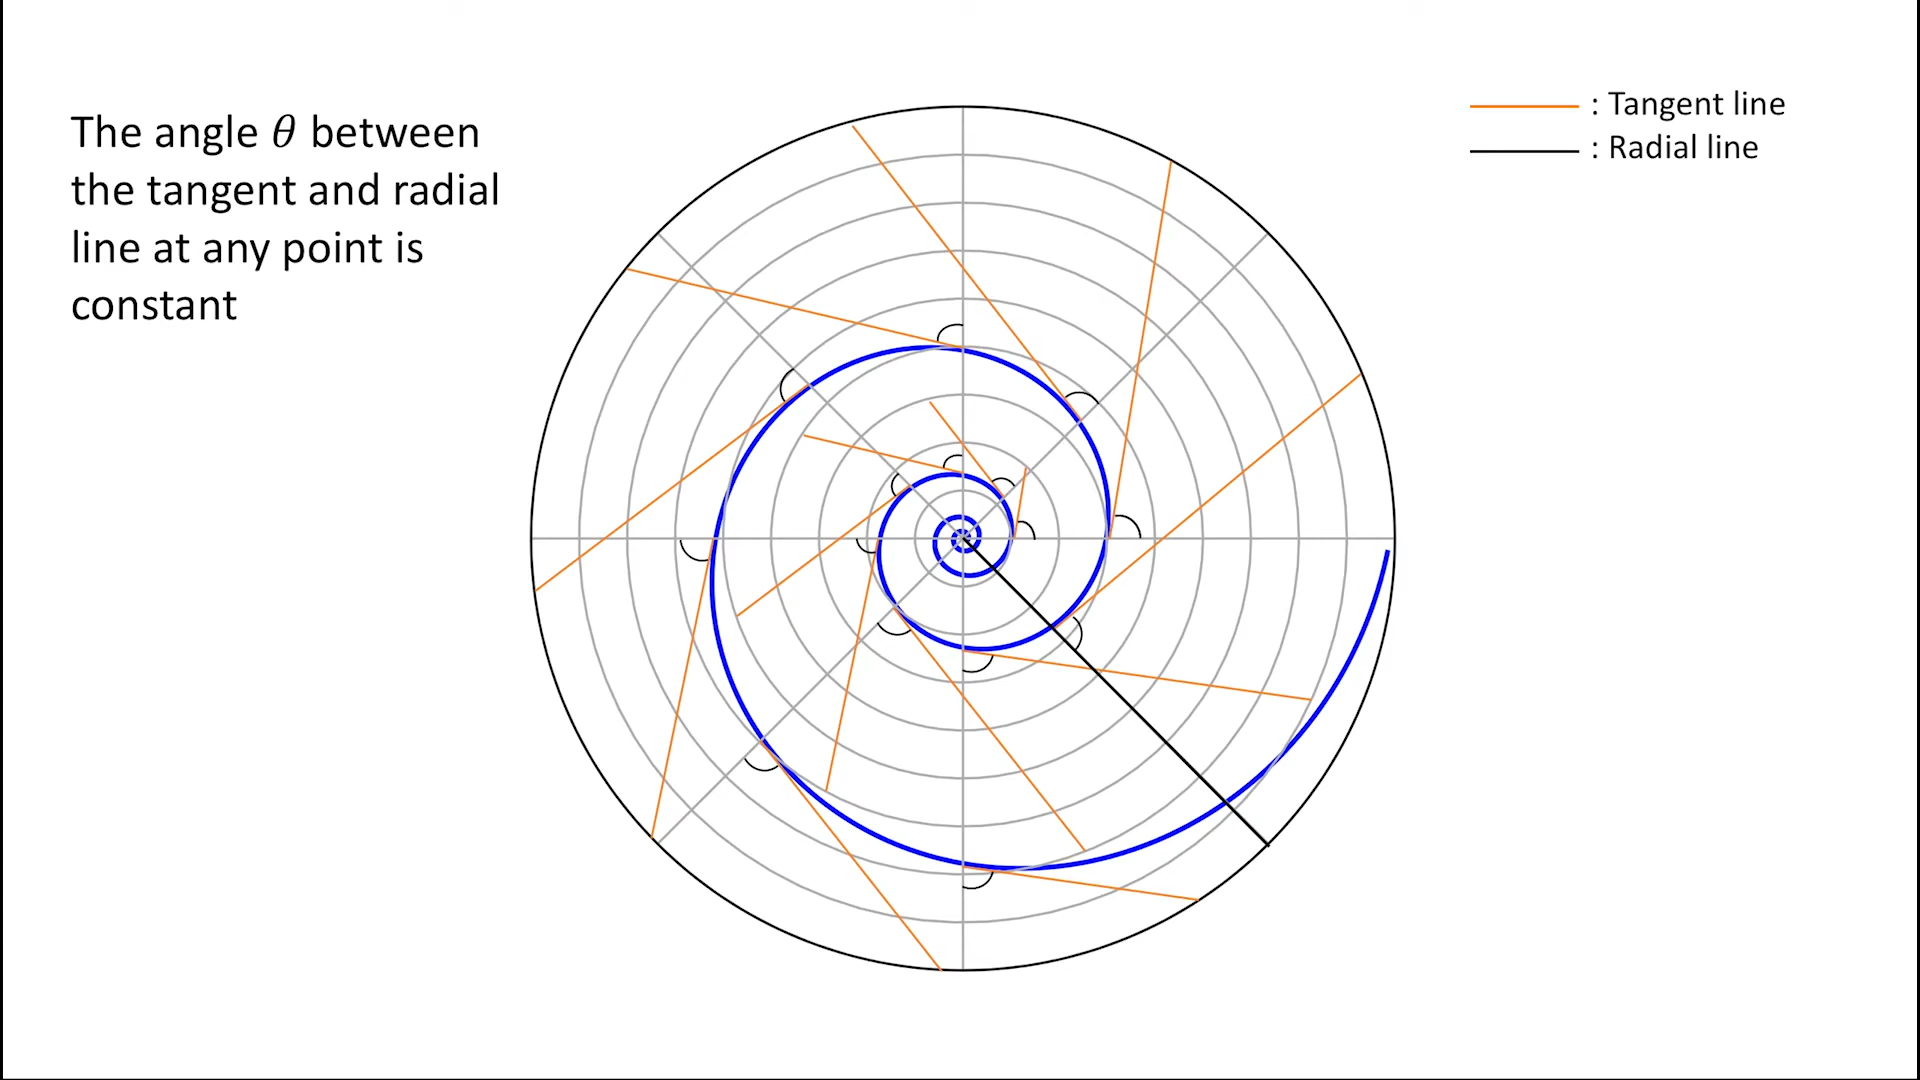 The angle θ between
the tangent and radial
line at any point is
constant
: Tangent line
: Radial line